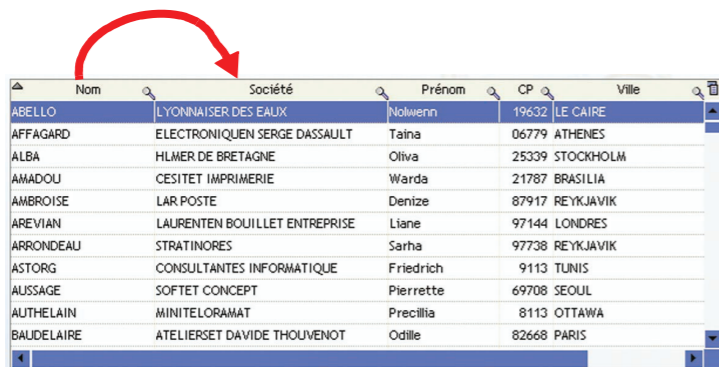 Nom Société Prénom CP Ville
ABELLO LYONNAISER DES EAUX Nolwenn 19632 LE CAIRE
AFFAGARD ELECTRONIQUEN SERGE DASSAULT Taina 06779 ATHENES
ALBA HLMER DE BRETAGNE Oliva 25339 STOCKHOLM
AMADOU CESITET IMPRIMERIE Warda 21787 BRASILIA
AMBROISE LAR POSTE Denize 87917 REYKJAVIK
AREVIAN LAURENTEN BOUILLET ENTREPRISE Liane 97144 LONDRES
ARRONDEAU STRATINORES Sarha 97738 REYKJAVIK
ASTORG CONSULTANTES INFORMATIQUE Friedrich 9113 TUNIS
AUSSAGE SOFTET CONCEPT Pierrette 69708 SEOUL
AUTHELAIN MINITELORAMAT Precillia 8113 OTTAWA
BAUDELAIRE ATELIERSET DAVIDE THOUVENOT Odille 82668 PARIS